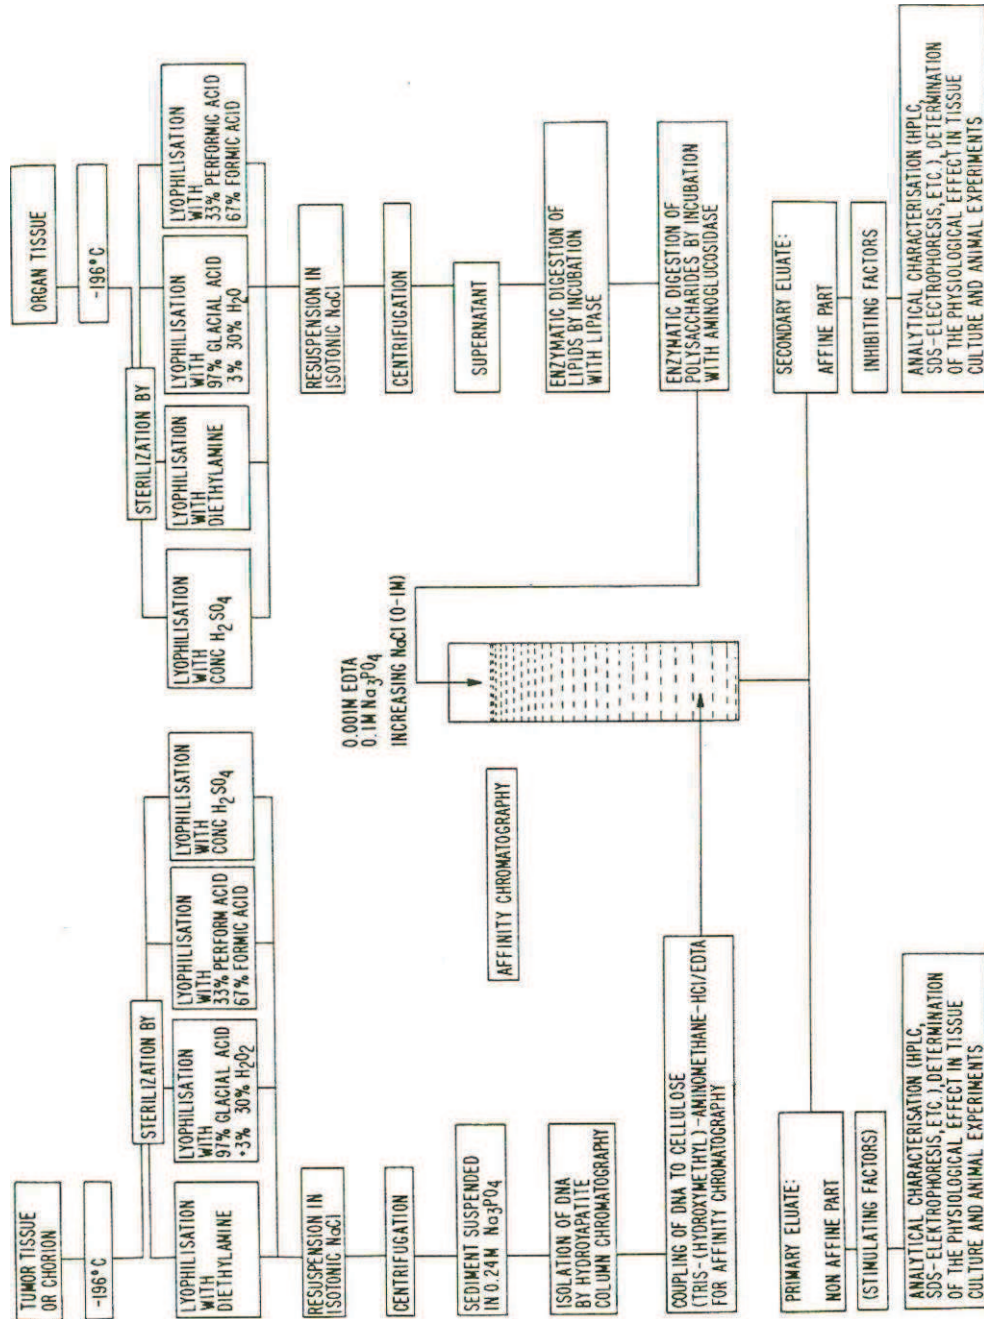 TUMOR TISSUE
OR CHORION
-196°C
STERILIZATION BY
LYOPHILISATION
WITH
DIETHYLAMINE
LYOPHILISATION
WITH
97% GLACIAL ACID
+3% 30% H2O2
LYOPHILISATION
WITH
33% PERFORM ACID
67% FORMIC ACID
LYOPHILISATION
WITH
CONC H2SO4
RESUSPENSION IN
ISOTONIC NaCl
CENTRIFUGATION
SEDIMENT SUSPENDED
IN 0.24M Na3PO4
ISOLATION OF DNA
BY HYDROXYAPATITE
COLUMN CHROMATOGRAPHY
COUPLING OF DNA TO CELLULOSE
(TRIS-(HYDROXYMETHYL)-AMINOMETHANE-HCl/EDTA
FOR AFFINITY CHROMATOGRAPHY
PRIMARY ELUATE:
NON AFFINE PART
(STIMULATING FACTORS)
ANALYTICAL CHARACTERISATION (HPLC,
SDS-ELEKTROPHORESIS, ETC.), DETERMINATION
OF THE PHYSIOLOGICAL EFFECT IN TISSUE
CULTURE AND ANIMAL EXPERIMENTS
AFFINITY CHROMATOGRAPHY
0.001M EDTA
0.1M Na3PO4
INCREASING NaCl (0-1M)
ORGAN TISSUE
-196°C
STERILIZATION BY
LYOPHILISATION
WITH
CONC H2SO4
LYOPHILISATION
WITH
DIETHYLAMINE
LYOPHILISATION
WITH
97% GLACIAL ACID
3% 30% H2O
LYOPHILISATION
WITH
33% PERFORMIC ACID
67% FORMIC ACID
RESUSPENSION IN
ISOTONIC NaCl
CENTRIFUGATION
SUPERNATANT
ENZYMATIC DIGESTION OF
LIPIDS BY INCUBATION
WITH LIPASE
ENZYMATIC DIGESTION OF
POLYSACCHARIDES BY INCUBATION
WITH AMINOGLUCOSIDASE
SECONDARY ELUATE:
AFFINE PART
INHIBITING FACTORS
ANALYTICAL CHARACTERISATION (HPLC,
SDS-ELECTROPHORESIS, ETC.), DETERMINATION
OF THE PHYSIOLOGICAL EFFECT IN TISSUE
CULTURE AND ANIMAL EXPERIMENTS